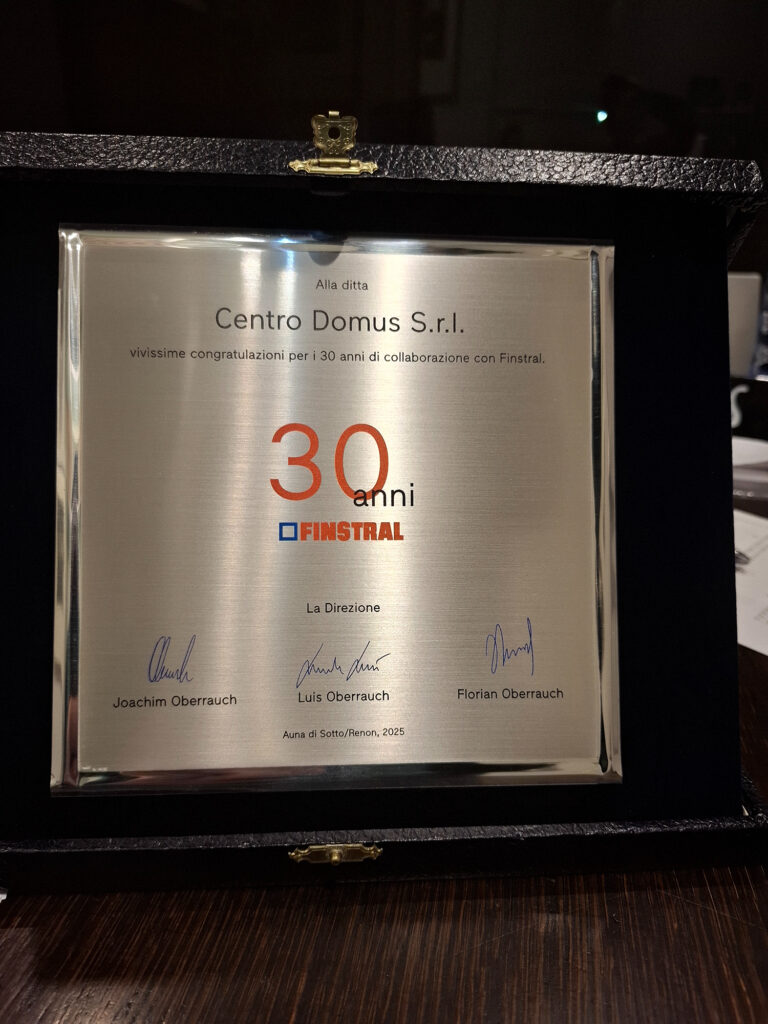 Alla ditta
Centro Domus S.r.l.
vivissime congratulazioni per i 30 anni di collaborazione con Finstral.
30
anni
FINSTRAL
La Direzione
Joachim Oberrauch
Luis Oberrauch
Florian Oberrauch
Auna di Sotto/Renon, 2025